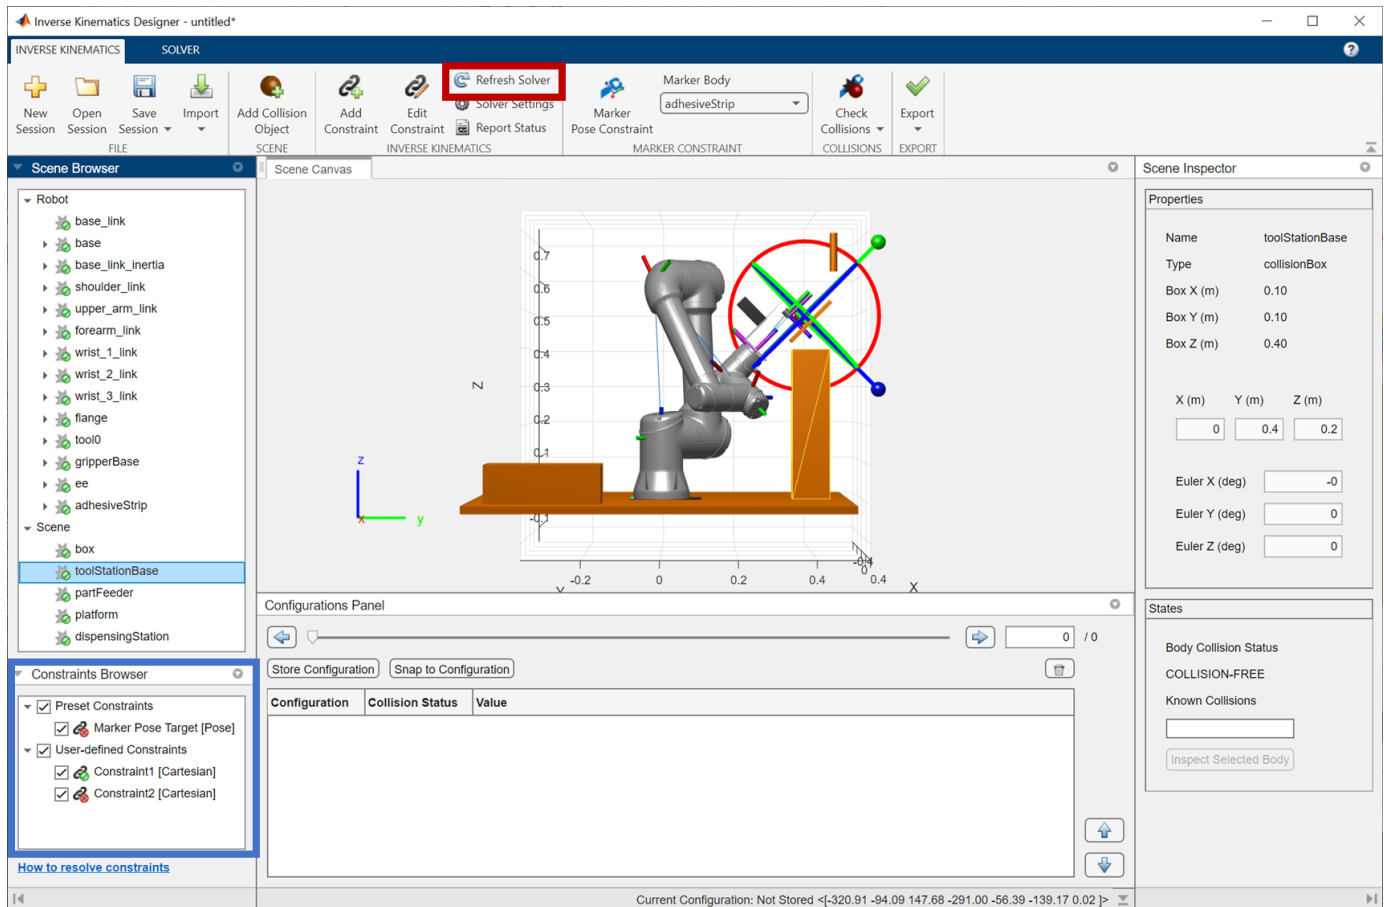 Inverse Kinematics Designer - untitled*
INVERSE KINEMATICS SOLVER
New Session
Open Session
Save Session
Import
FILE
Add Collision Object
SCENE
Add Constraint
Edit Constraint
Refresh Solver
Solver Settings
Report Status
INVERSE KINEMATICS
Marker Pose Constraint
Marker Body
adhesiveStrip
MARKER CONSTRAINT
Check Collisions
COLLISIONS
Export
EXPORT
Scene Browser
Robot
base_link
base
base_link_inertia
shoulder_link
upper_arm_link
forearm_link
wrist_1_link
wrist_2_link
wrist_3_link
flange
tool0
gripperBase
ee
adhesiveStrip
Scene
box
toolStationBase
partFeeder
platform
dispensingStation
Constraints Browser
Preset Constraints
Marker Pose Target [Pose]
User-defined Constraints
Constraint1 [Cartesian]
Constraint2 [Cartesian]
How to resolve constraints
Scene Canvas
0.7
0.6
0.5
0.4
0.3
0.2
0.1
-0.1
Z
z
x
y
-0.2 0 0.2 0.4
-0.4
0
0.4
X
Configurations Panel
0 / 0
Store Configuration Snap to Configuration
Configuration Collision Status Value
Scene Inspector
Properties
Name toolStationBase
Type collisionBox
Box X (m) 0.10
Box Y (m) 0.10
Box Z (m) 0.40
X (m) Y (m) Z (m)
0 0.4 0.2
Euler X (deg) -0
Euler Y (deg) 0
Euler Z (deg) 0
States
Body Collision Status
COLLISION-FREE
Known Collisions
Inspect Selected Body
Current Configuration: Not Stored <[-320.91 -94.09 147.68 -291.00 -56.39 -139.17 0.02 ]>